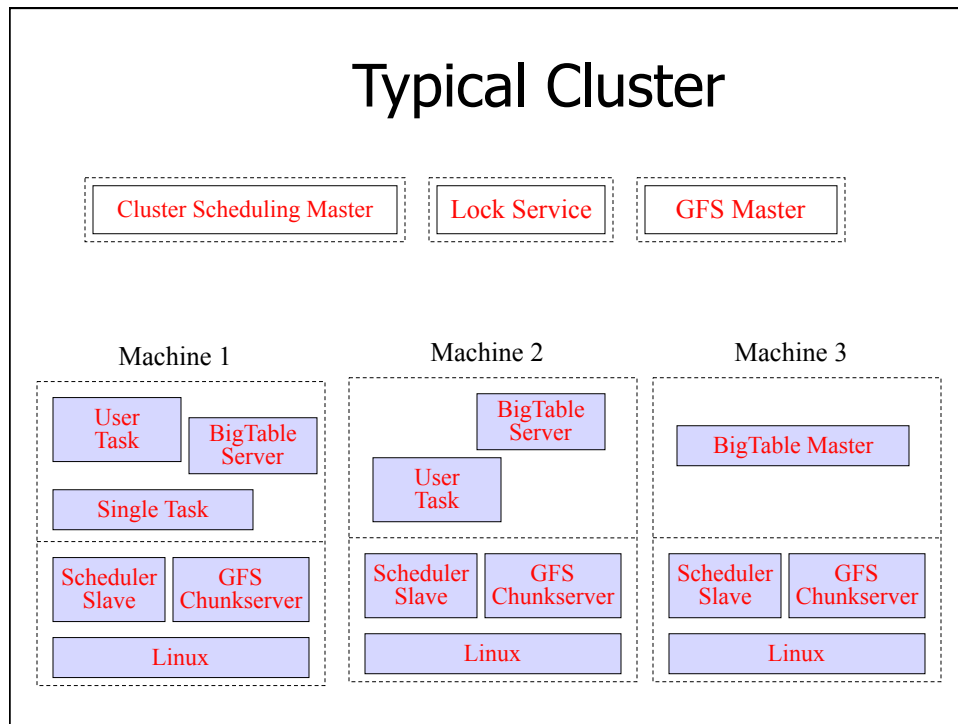 Typical Cluster
Cluster Scheduling Master
Lock Service
GFS Master
Machine 1
User
Task
BigTable
Server
Single Task
Scheduler
Slave
GFS
Chunkserver
Linux
Machine 2
BigTable
Server
User
Task
Scheduler
Slave
GFS
Chunkserver
Linux
Machine 3
BigTable Master
Scheduler
Slave
GFS
Chunkserver
Linux